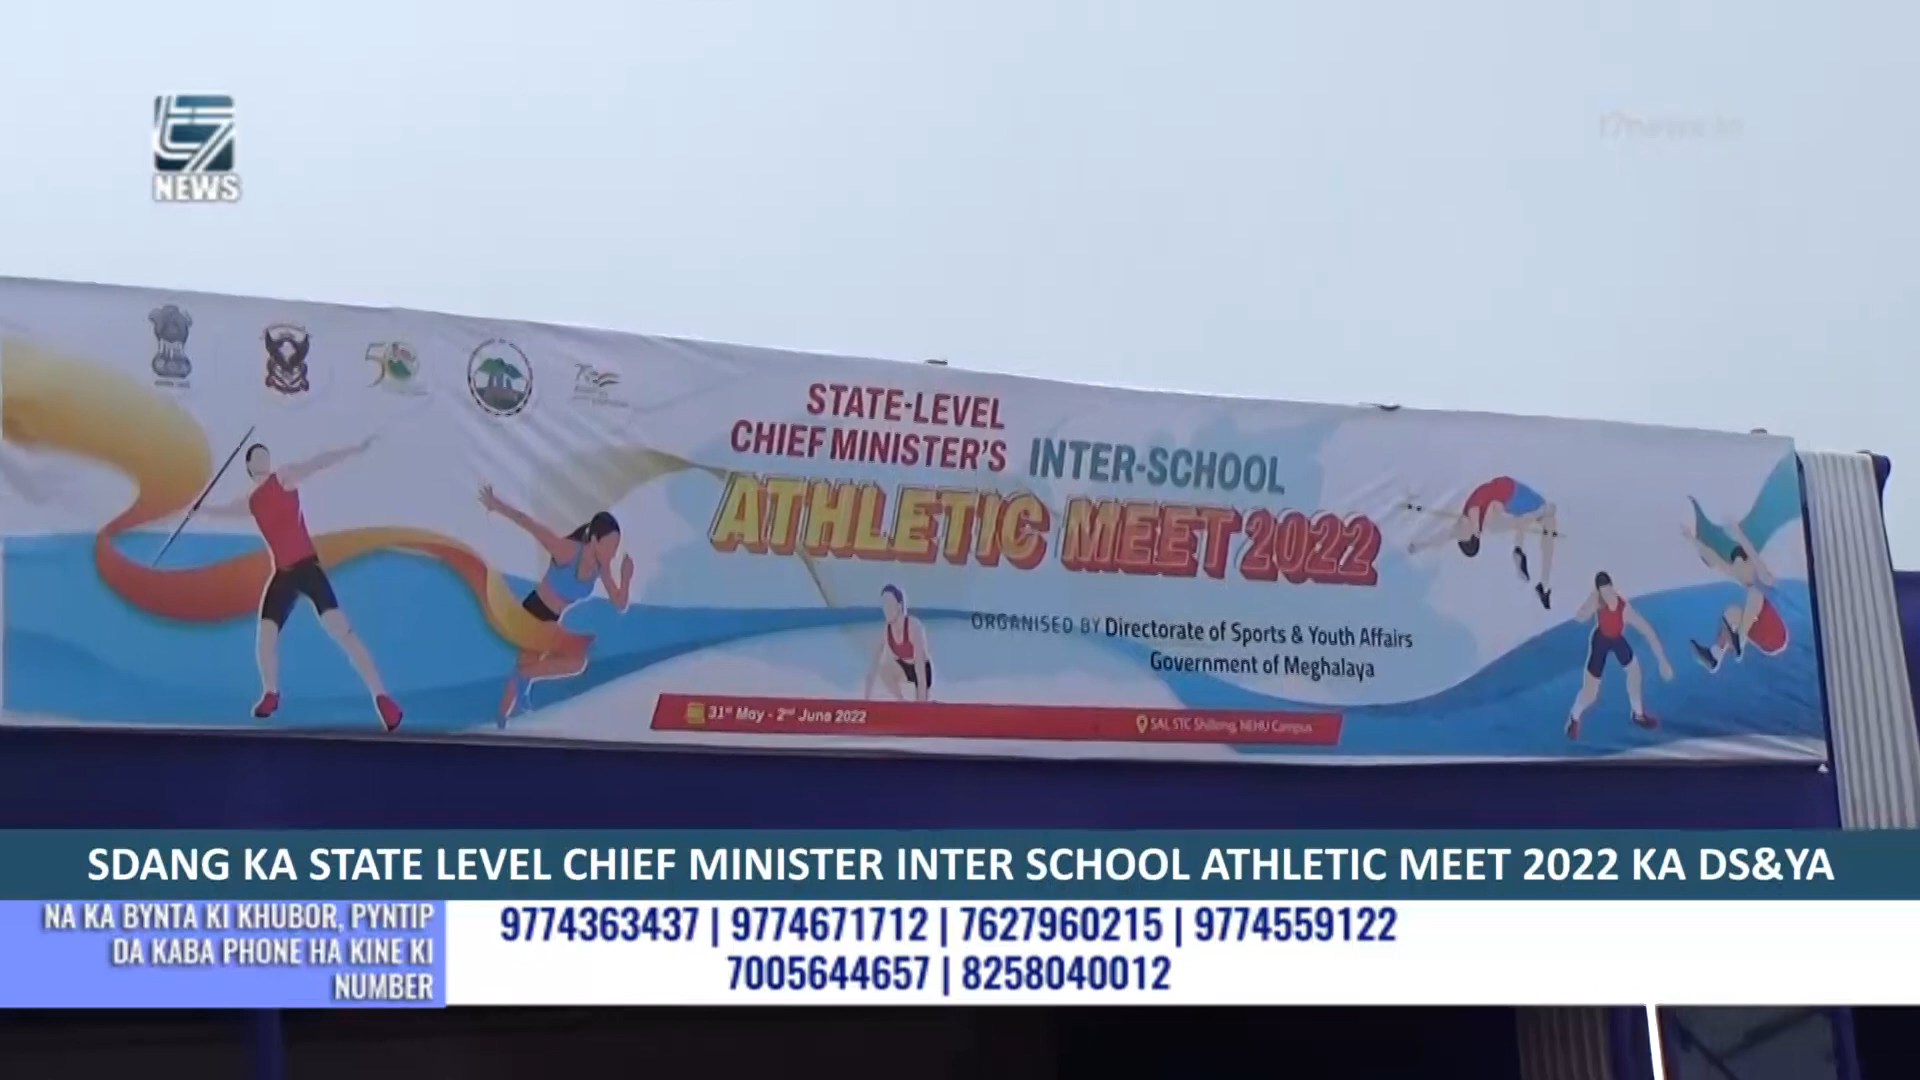 NEWS
STATE-LEVEL
CHIEF MINISTER'S INTER-SCHOOL
ATHLETIC MEET 2022
ORGANISED BY Directorate of Sports & Youth Affairs
Government of Meghalaya
31st May - 2nd June 2022
SAI, STC Shillong, NEHU Campus
SDANG KA STATE LEVEL CHIEF MINISTER INTER SCHOOL ATHLETIC MEET 2022 KA DS&YA
NA KA BYNTA KI KHUBOR, PYNTIP
DA KABA PHONE HA KINE KI
NUMBER
9774363437 | 9774671712 | 7627960215 | 9774559122
7005644657 | 8258040012